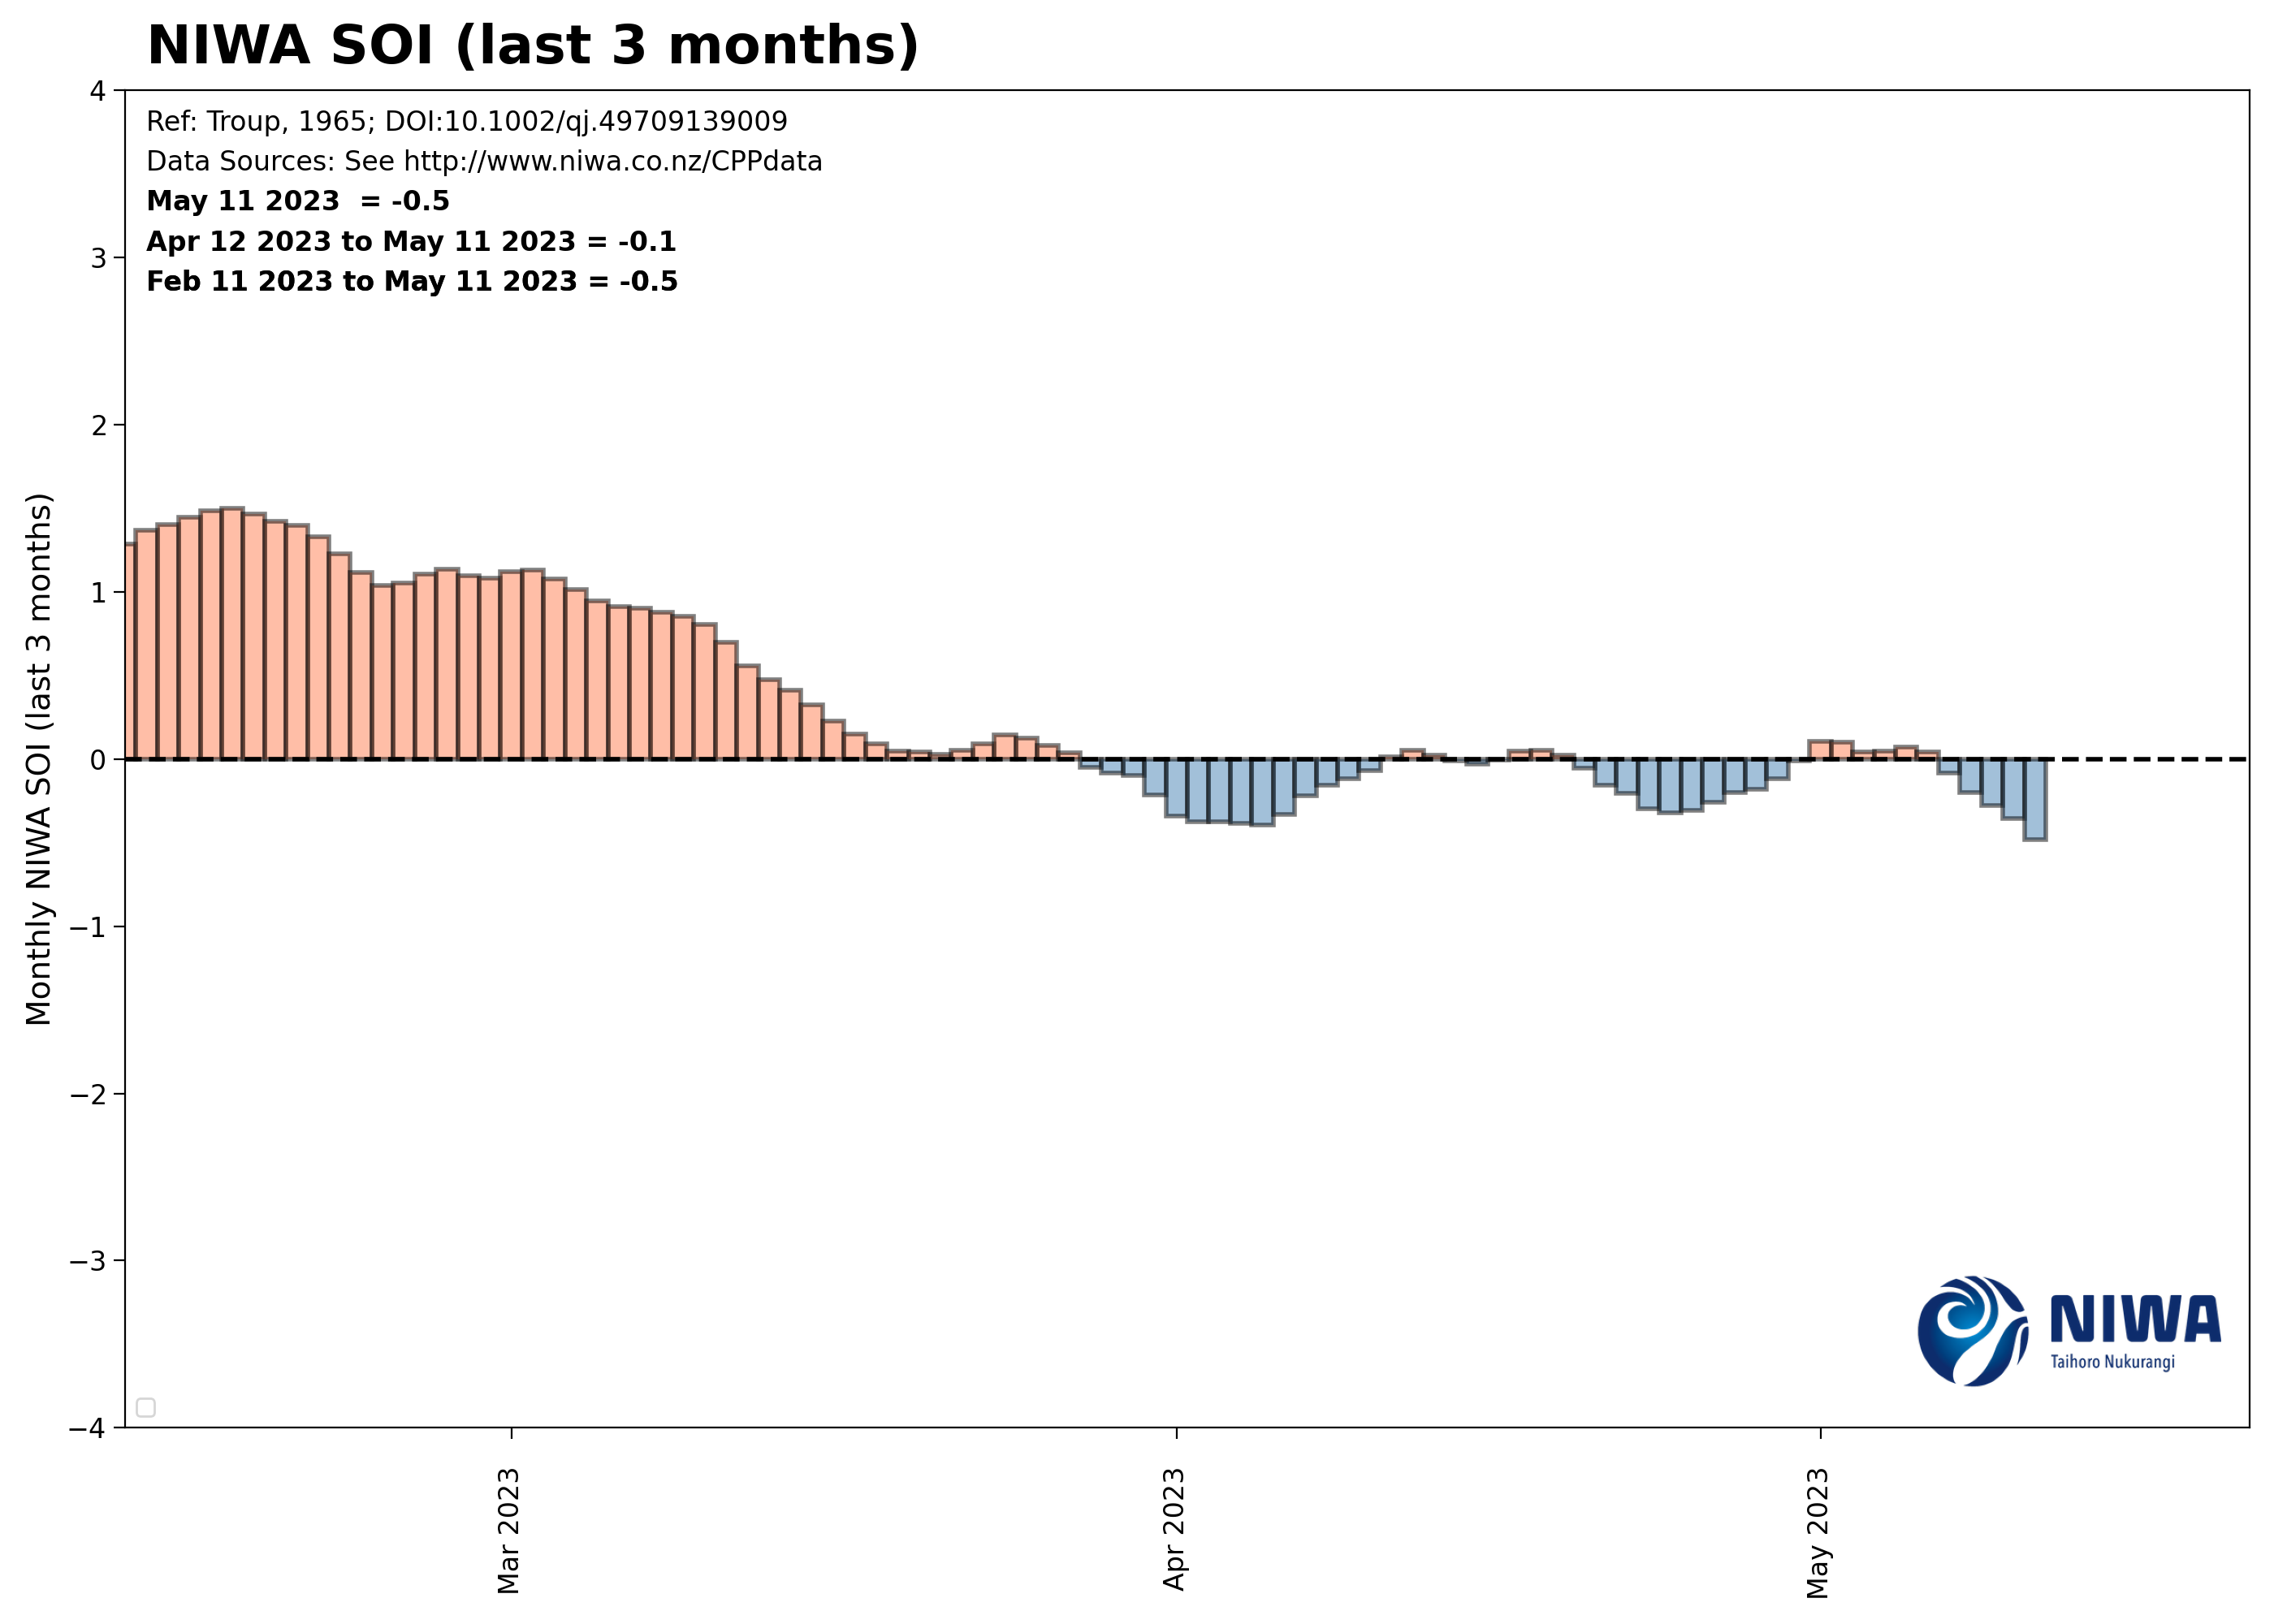 NIWA SOI (last 3 months)
Ref: Troup, 1965; DOI:10.1002/qj.49709139009
Data Sources: See http://www.niwa.co.nz/CPPdata
May 11 2023  = -0.5
Apr 12 2023 to May 11 2023 = -0.1
Feb 11 2023 to May 11 2023 = -0.5
Monthly NIWA SOI (last 3 months)
4
3
2
1
0
−1
−2
−3
−4
Mar 2023
Apr 2023
May 2023
NIWA
Taihoro Nukurangi